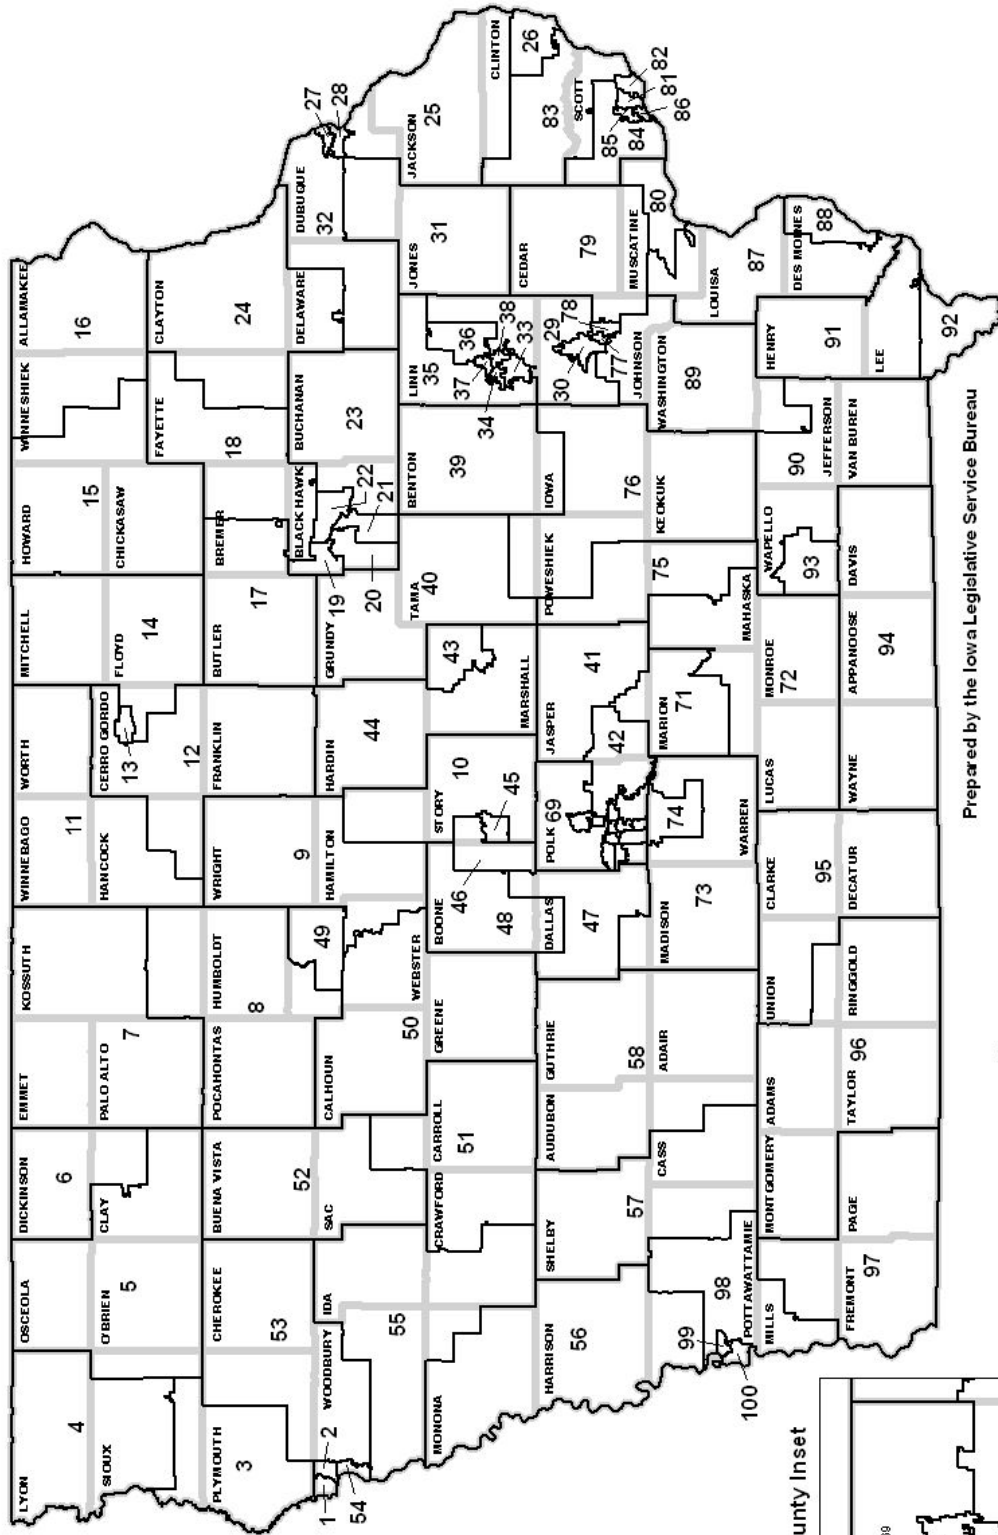 LYON
OSCEOLA
DICKINSON
EMMET
KOSSUTH
WINNEBAGO
WORTH
MITCHELL
HOWARD
WINNESHIEK
ALLAMAKEE
4
6
11
15
16
SIOUX
O'BRIEN
5
CLAY
PALO ALTO
7
HANCOCK
CERRO GORDO
13
FLOYD
14
CHICKASAW
PLYMOUTH
3
CHEROKEE
53
BUENA VISTA
POCAHONTAS
HUMBOLDT
8
WRIGHT
FRANKLIN
12
BUTLER
17
BREMER
FAYETTE
18
CLAYTON
24
1
2
54
WOODBURY
IDA
SAC
52
CALHOUN
WEBSTER
49
HAMILTON
9
HARDIN
44
GRUNDY
19
20
BLACK HAWK
22
21
BUCHANAN
23
DELAWARE
DUBUQUE
32
27
28
MONONA
55
CRAWFORD
CARROLL
51
GREENE
50
BOONE
48
46
STORY
10
45
MARSHALL
43
TAMA
40
BENTON
39
LINN
35
36
37
38
33
34
JONES
31
JACKSON
25
HARRISON
56
SHELBY
AUDUBON
GUTHRIE
DALLAS
47
POLK
69
JASPER
41
42
POWESHIEK
IOWA
76
JOHNSON
29
30
78
77
CEDAR
79
CLINTON
26
83
SCOTT
82
81
86
84
85
MUSCATINE
80
99
100
98
POTTAWATTAMIE
57
CASS
58
ADAIR
MADISON
73
WARREN
74
MARION
71
MAHASKA
75
KEOKUK
WASHINGTON
89
LOUISA
87
MILLS
MONTGOMERY
ADAMS
UNION
CLARKE
LUCAS
MONROE
72
WAPELLO
93
JEFFERSON
90
HENRY
91
DES MOINES
88
FREMONT
97
PAGE
TAYLOR
96
RINGGOLD
DECATUR
95
WAYNE
APPANOOSE
94
DAVIS
VAN BUREN
LEE
92
unty Inset
Prepared by the Iowa Legislative Service Bureau